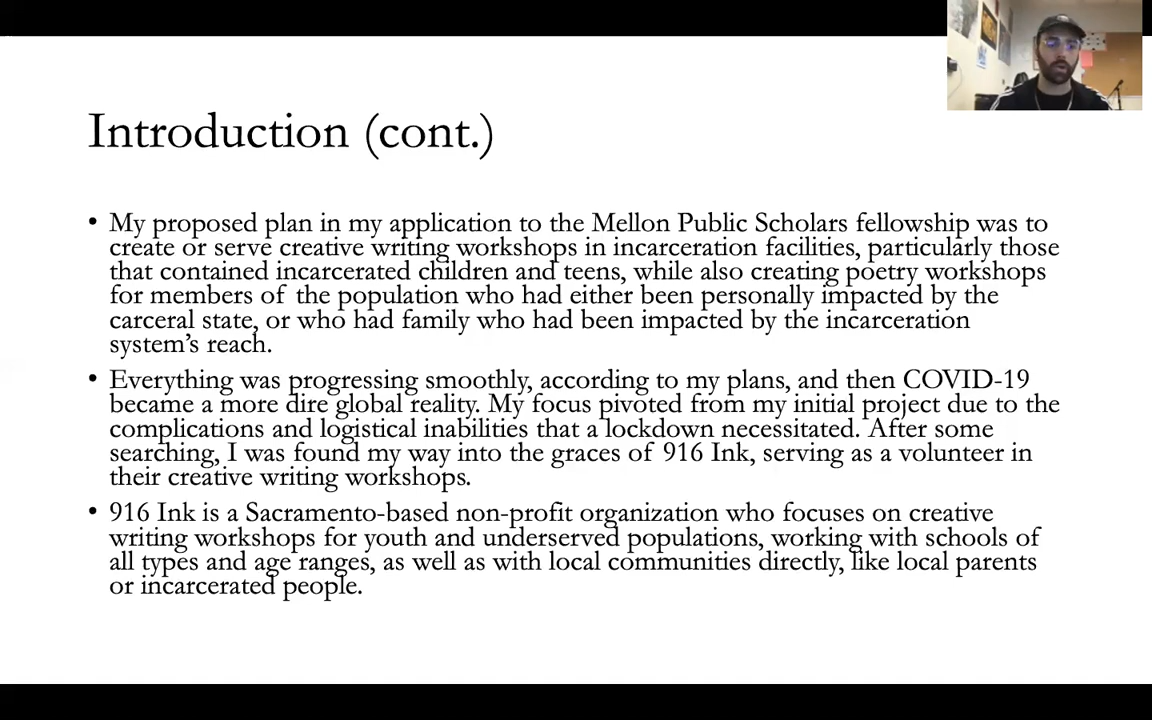 Introduction (cont.)
• My proposed plan in my application to the Mellon Public Scholars fellowship was to
create or serve creative writing workshops in incarceration facilities, particularly those
that contained incarcerated children and teens, while also creating poetry workshops
for members of the population who had either been personally impacted by the
carceral state, or who had family who had been impacted by the incarceration
system’s reach.
• Everything was progressing smoothly, according to my plans, and then COVID-19
became a more dire global reality. My focus pivoted from my initial project due to the
complications and logistical inabilities that a lockdown necessitated. After some
searching, I was found my way into the graces of 916 Ink, serving as a volunteer in
their creative writing workshops.
• 916 Ink is a Sacramento-based non-profit organization who focuses on creative
writing workshops for youth and underserved populations, working with schools of
all types and age ranges, as well as with local communities directly, like local parents
or incarcerated people.